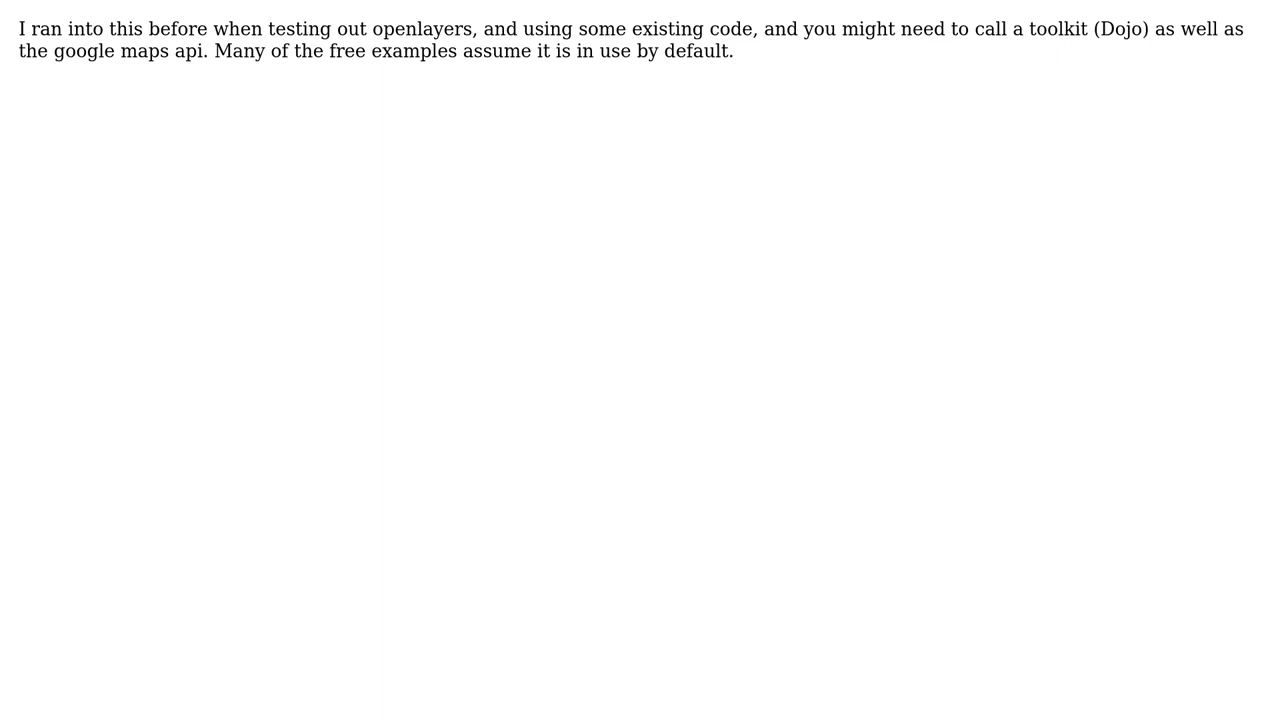 I ran into this before when testing out openlayers, and using some existing code, and you might need to call a toolkit (Dojo) as well as
the google maps api. Many of the free examples assume it is in use by default.